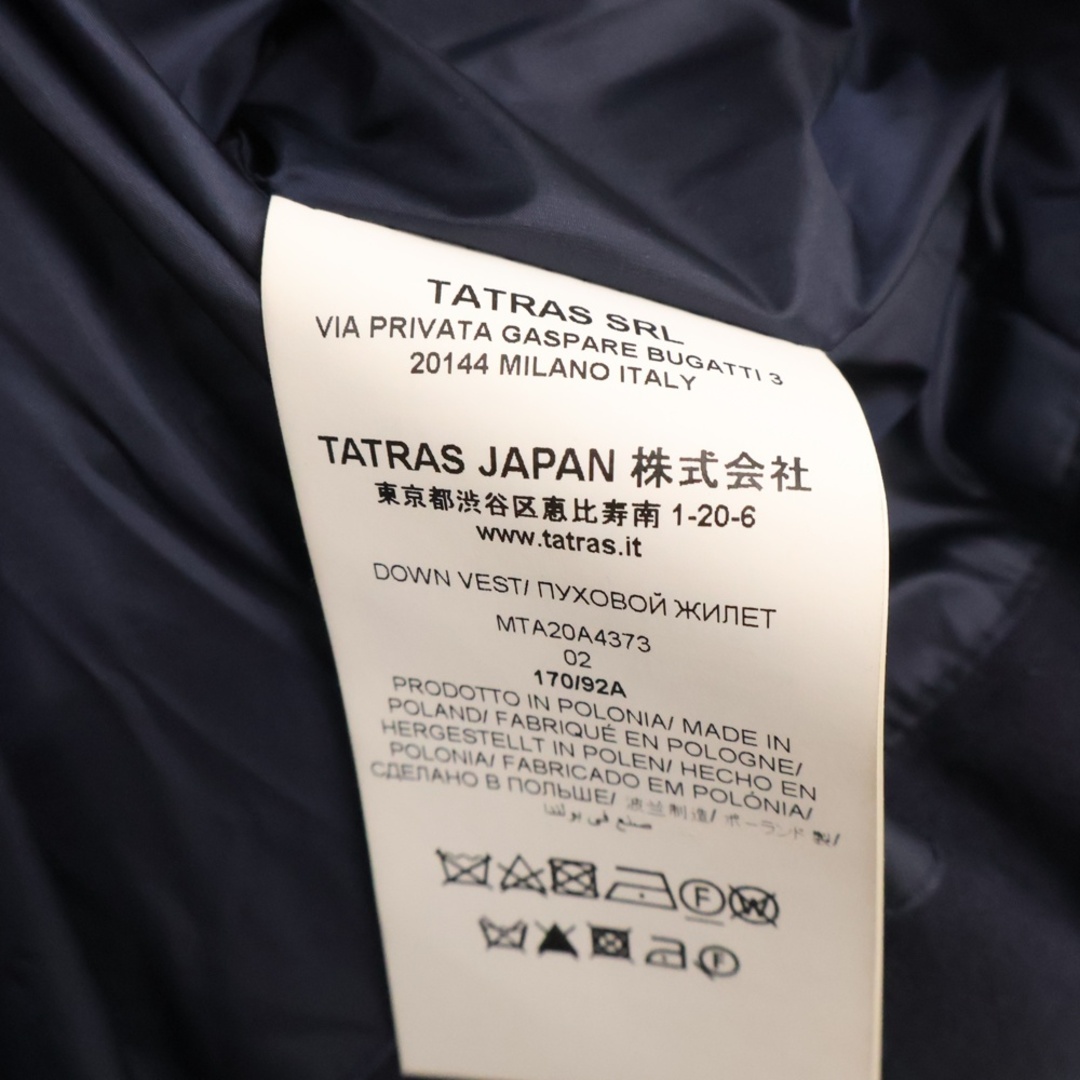 TATRAS SRL
VIA PRIVATA GASPARE BUGATTI 3
20144 MILANO ITALY
TATRAS JAPAN 株式会社
東京都渋谷区恵比寿南 1-20-6
www.tatras.it
DOWN VEST/ ПУХОВОЙ ЖИЛЕТ
MTA20A4373
02
170/92A
PRODOTTO IN POLONIA/ MADE IN
POLAND/ FABRIQUÉ EN POLOGNE/
HERGESTELLT IN POLEN/ HECHO EN
POLONIA/ FABRICADO EM POLÓNIA/
СДЕЛАНО В ПОЛЬШЕ/ 波兰制造/ ポーランド 製/
صنع في بولندا
F W
F